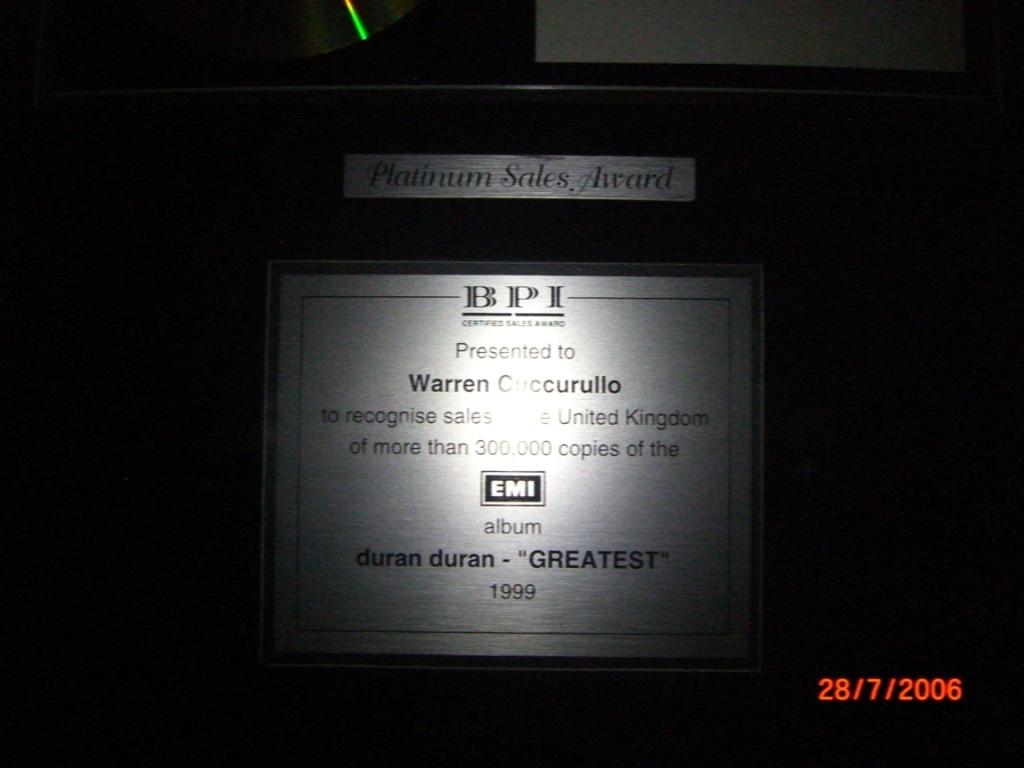 Platinum Sales Award
BPI
CERTIFIED SALES AWARD
Presented to
Warren Cuccurullo
to recognise sales United Kingdom
of more than 300,000 copies of the
EMI
album
duran duran - "GREATEST"
1999
28/7/2006